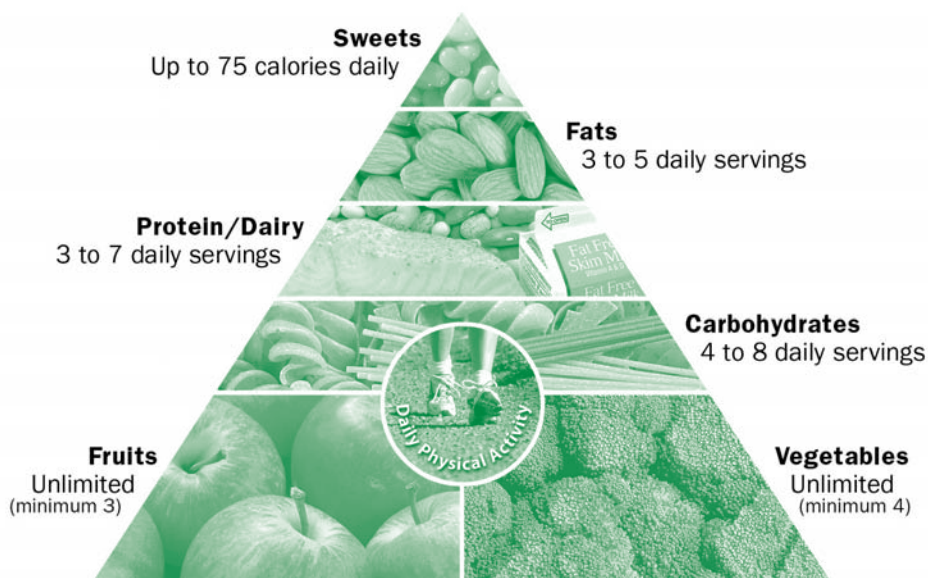 Sweets
Up to 75 calories daily
Fats
3 to 5 daily servings
Protein/Dairy
3 to 7 daily servings
Fat Fr
Skim M
Fat Free
Carbohydrates
4 to 8 daily servings
Daily Physical Activity
Fruits
Unlimited
(minimum 3)
Vegetables
Unlimited
(minimum 4)